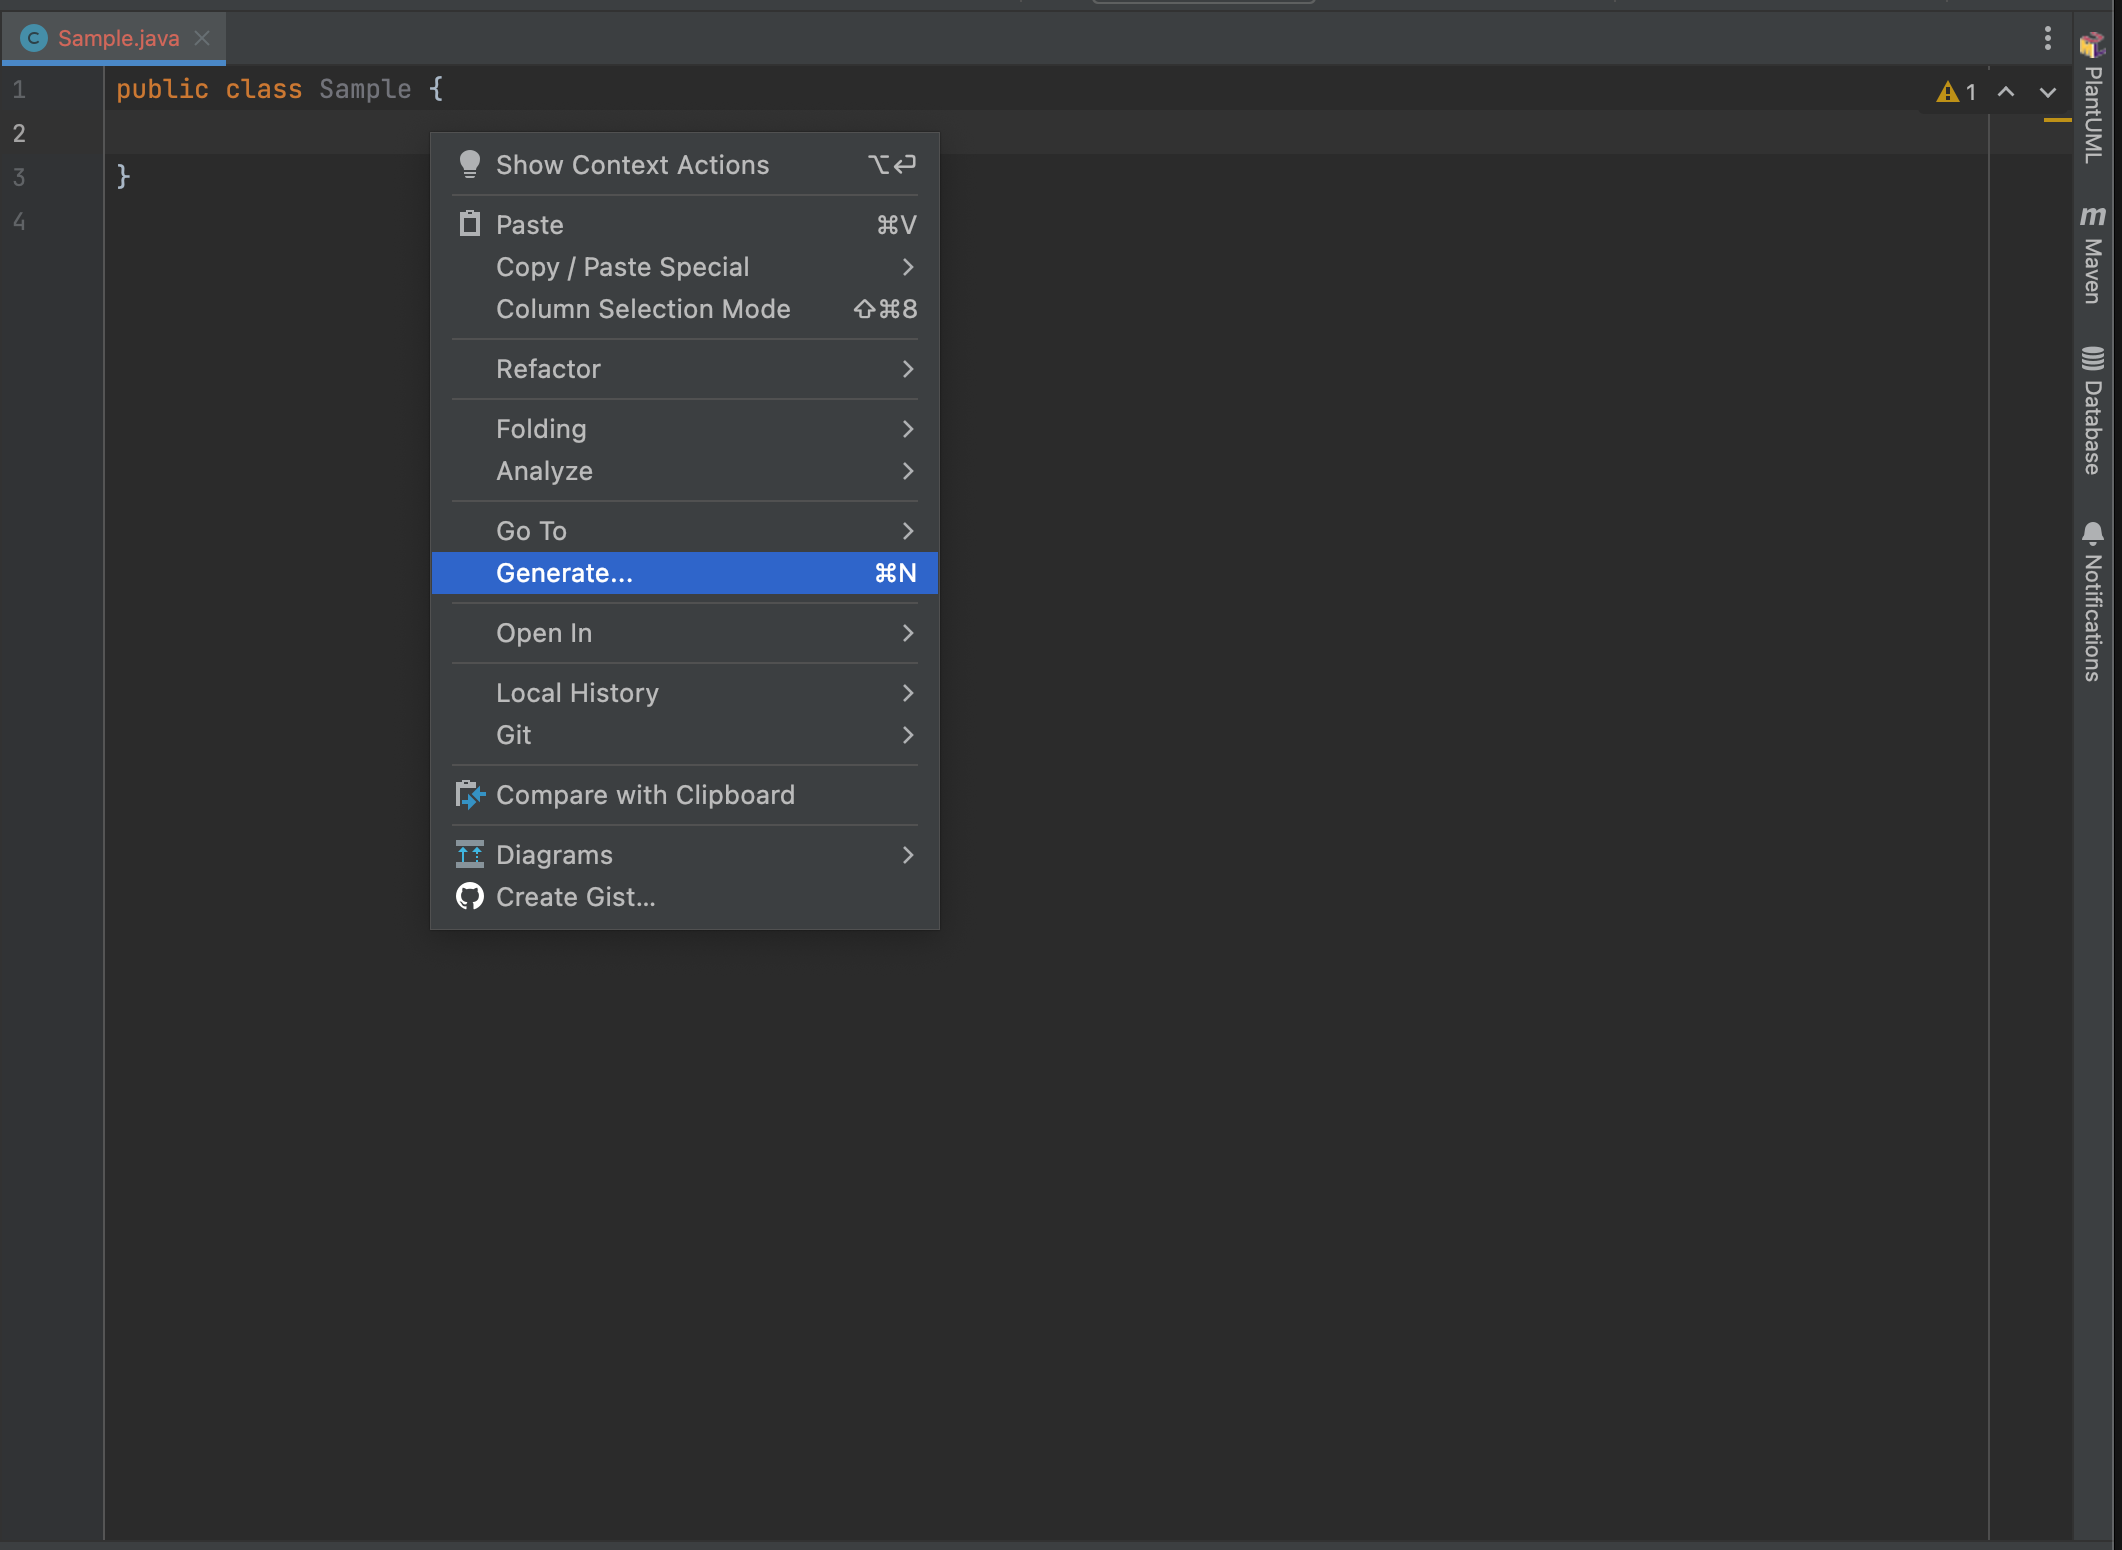 Sample.java
1 public class Sample {
1
2
3 }
4
Show Context Actions ⌥⏎
Paste ⌘V
Copy / Paste Special
Column Selection Mode ⇧⌘8
Refactor
Folding
Analyze
Go To
Generate... ⌘N
Open In
Local History
Git
Compare with Clipboard
Diagrams
Create Gist...
PlantUML
m Maven
Database
Notifications